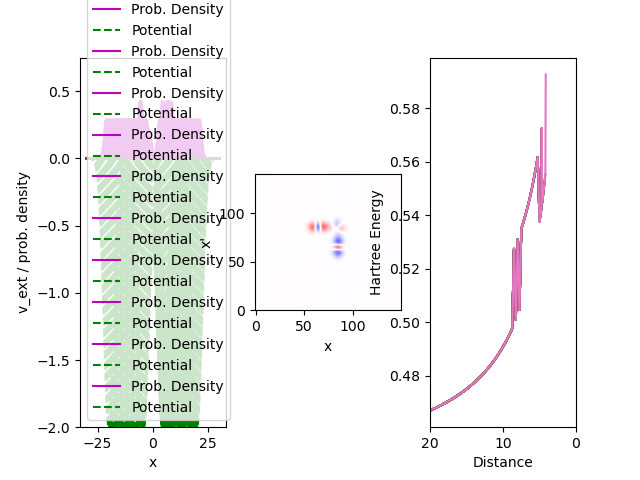 Prob. Density
Potential
Prob. Density
Potential
Prob. Density
Potential
Prob. Density
Potential
Prob. Density
Potential
Prob. Density
Potential
Prob. Density
Potential
Prob. Density
Potential
Prob. Density
Potential
Prob. Density
Potential
0.5
0.0
−0.5
−1.0
−1.5
−2.0
v_ext / prob. density
−25
0
25
x
100
50
0
x'
0
50
100
x
0.58
0.56
0.54
0.52
0.50
0.48
Hartree Energy
20
10
0
Distance